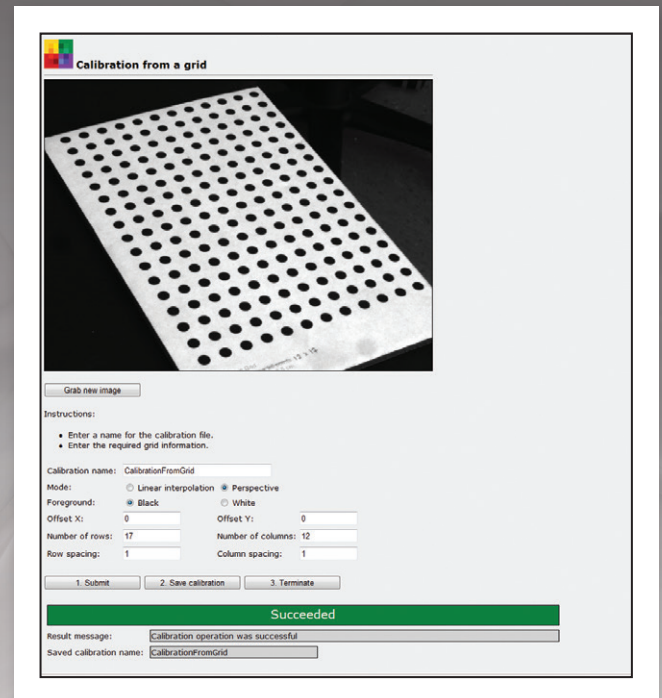 Calibration from a grid
12 x 15
Grab new image
Instructions:
• Enter a name for the calibration file.
• Enter the required grid information.
Calibration name: CalibrationFromGrid
Mode: Linear interpolation Perspective
Foreground: Black White
Offset X: 0 Offset Y: 0
Number of rows: 17 Number of columns: 12
Row spacing: 1 Column spacing: 1
1. Submit 2. Save calibration 3. Terminate
Succeeded
Result message: Calibration operation was successful
Saved calibration name: CalibrationFromGrid